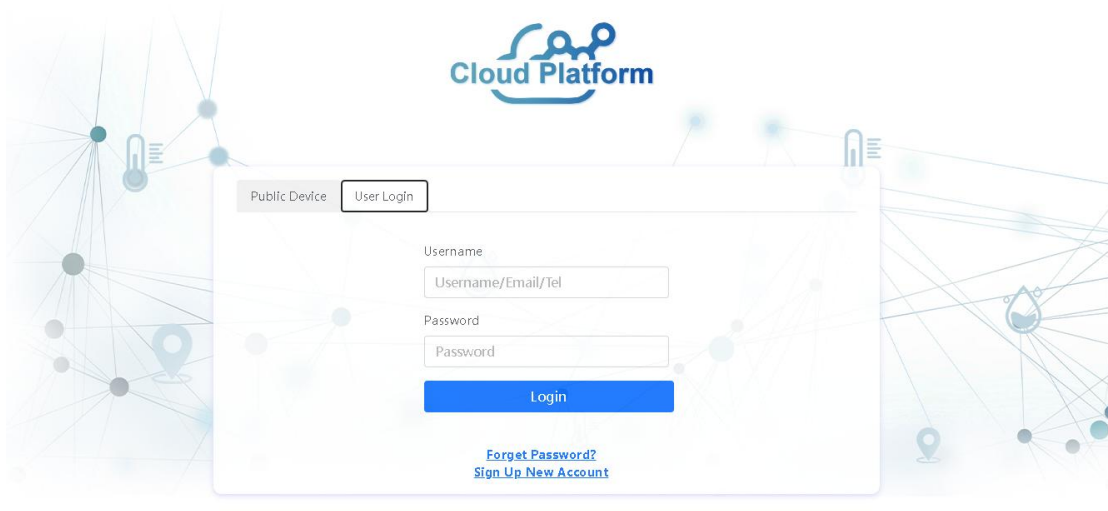 Cloud Platform
Public Device User Login
Username
Username/Email/Tel
Password
Password
Login
Forget Password?
Sign Up New Account